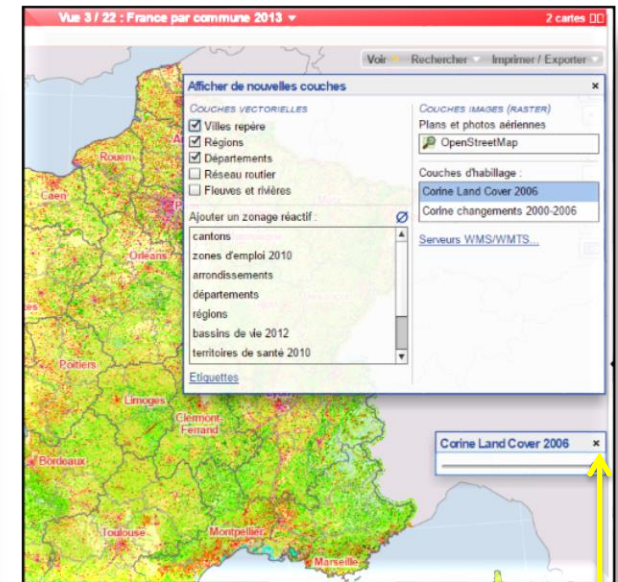 Vue 3 / 22 : France par commune 2013
2 cartes
Voir
Rechercher
Imprimer / Exporter
Afficher de nouvelles couches
×
COUCHES VECTORIELLES
Villes repère
Régions
Départements
Réseau routier
Fleuves et rivières
Ajouter un zonage réactif :
cantons
zones d'emploi 2010
arrondissements
départements
régions
bassins de vie 2012
territoires de santé 2010
Etiquettes
COUCHES IMAGES (RASTER)
Plans et photos aériennes
OpenStreetMap
Couches d'habillage :
Corine Land Cover 2006
Corine changements 2000-2006
Serveurs WMS/WMTS...
Rouen
Caen
Orléans
Poitiers
Limoges
Clermont-
Ferrand
Corine Land Cover 2006 ×
Bordeaux
Toulouse
Montpellier
Marseille